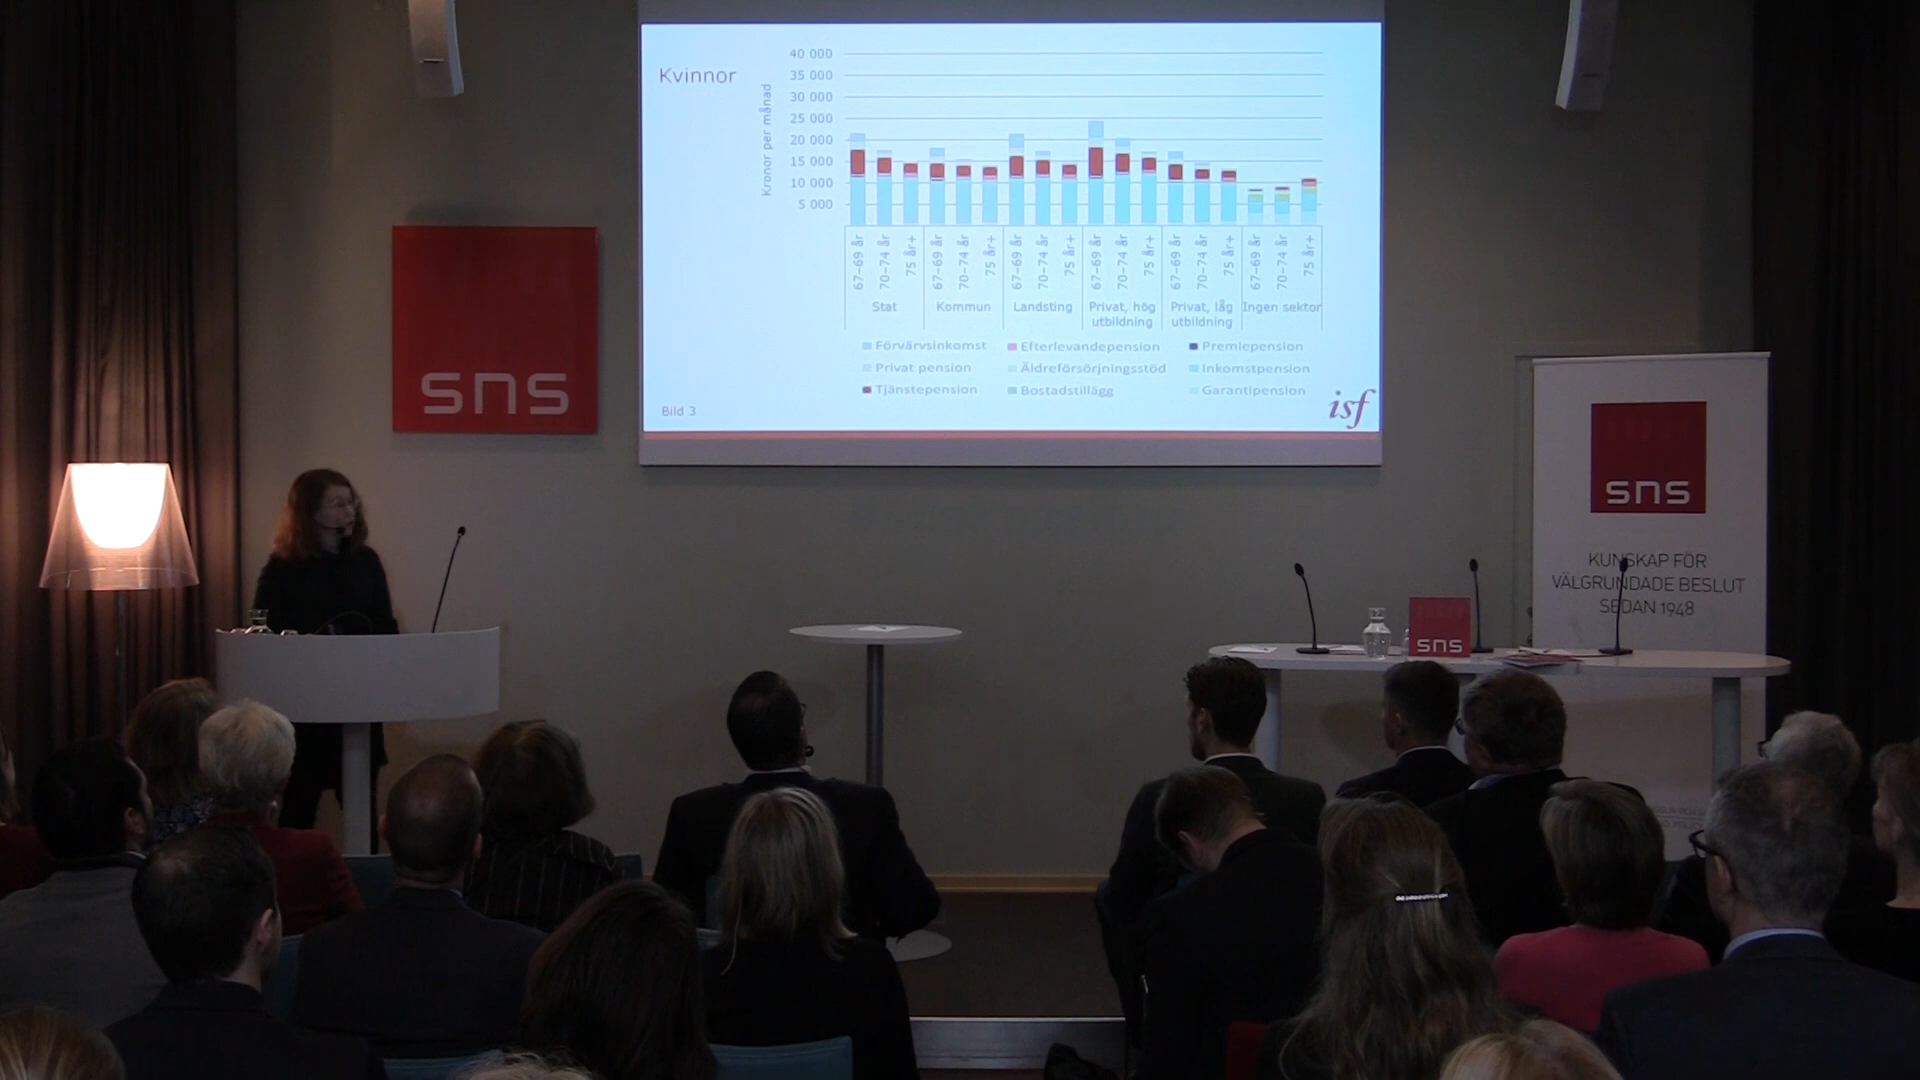 Kvinnor
Kronor per månad
40 000
35 000
30 000
25 000
20 000
15 000
10 000
5 000
67–69 år
70–74 år
75 år+
67–69 år
70–74 år
75 år+
67–69 år
70–74 år
75 år+
67–69 år
70–74 år
75 år+
67–69 år
70–74 år
75 år+
67–69 år
70–74 år
75 år+
Stat
Kommun
Landsting
Privat, hög
utbildning
Privat, låg
utbildning
Ingen sektor
Förvärvsinkomst
Efterlevandepension
Premiepension
Privat pension
Äldreförsörjningsstöd
Inkomstpension
Tjänstepension
Bostadstillägg
Garantipension
Bild 3
isf
sns
sns
KUNSKAP FÖR
VÄLGRUNDADE BESLUT
SEDAN 1948
sns